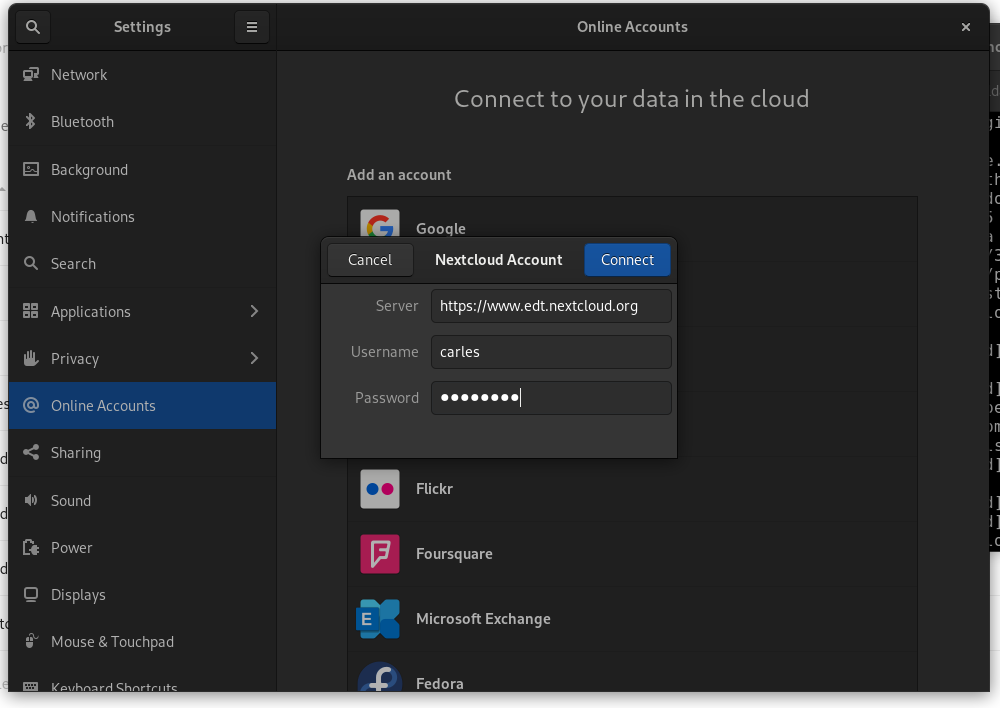 Settings
Online Accounts
Network
Bluetooth
Background
Notifications
Search
Applications
Privacy
Online Accounts
Sharing
Sound
Power
Displays
Mouse & Touchpad
Keyboard Shortcuts
Connect to your data in the cloud
Add an account
Google
Cancel
Nextcloud Account
Connect
Server
https://www.edt.nextcloud.org
Username
carles
Password
●●●●●●●●
Flickr
Foursquare
E
Microsoft Exchange
Fedora